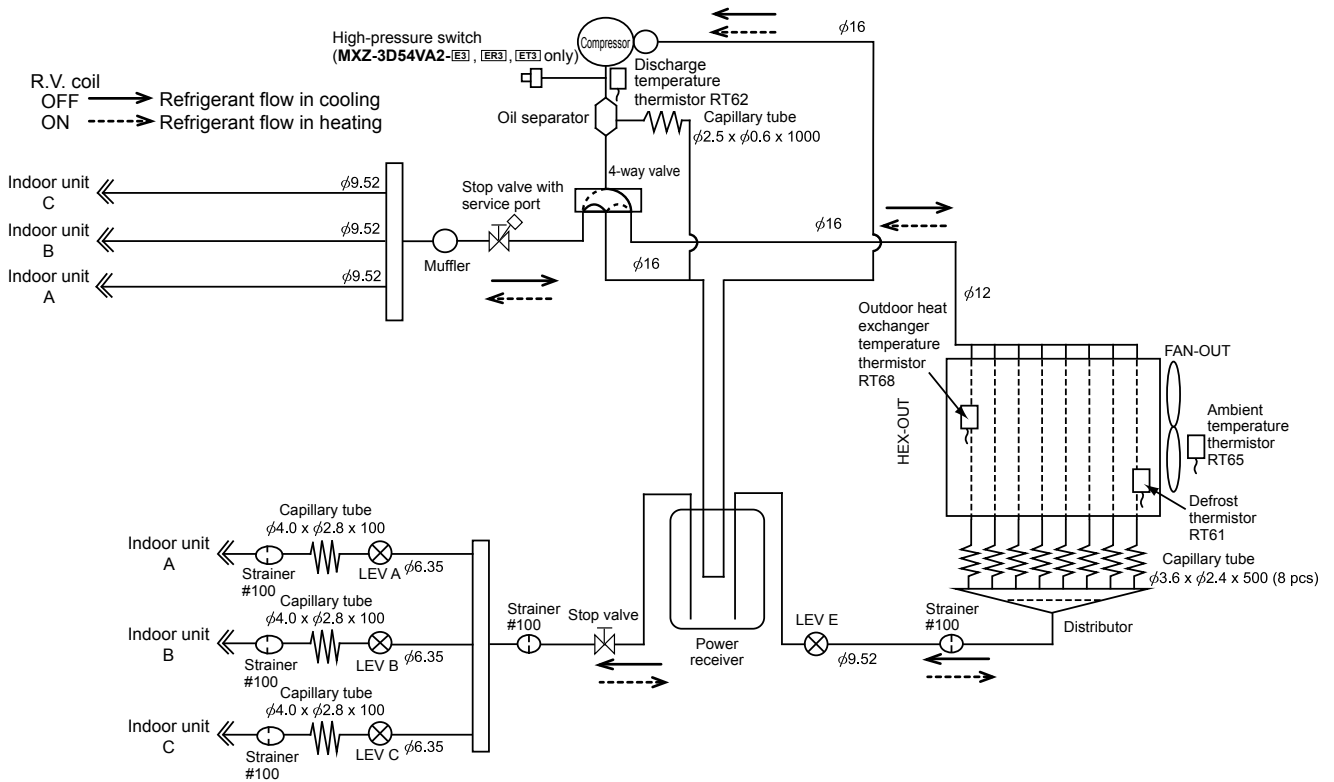 High-pressure switch
(MXZ-3D54VA2-E3, ER3, ET3 only)
Compressor
φ16
R.V. coil
OFF Refrigerant flow in cooling
ON Refrigerant flow in heating
Discharge
temperature
thermistor RT62
Oil separator
Capillary tube
φ2.5 x φ0.6 x 1000
4-way valve
Indoor unit
C
φ9.52
Stop valve with
service port
Indoor unit
B
φ9.52
Muffler
φ16
φ16
Indoor unit
A
φ9.52
φ12
Outdoor heat
exchanger
temperature
thermistor
RT68
FAN-OUT
HEX-OUT
Ambient
temperature
thermistor
RT65
Defrost
thermistor
RT61
Capillary tube
φ3.6 x φ2.4 x 500 (8 pcs)
Distributor
Capillary tube
φ4.0 x φ2.8 x 100
Indoor unit
A
Strainer
#100
LEV A
φ6.35
Capillary tube
φ4.0 x φ2.8 x 100
Indoor unit
B
Strainer
#100
LEV B
φ6.35
Capillary tube
φ4.0 x φ2.8 x 100
Indoor unit
C
Strainer
#100
LEV C
φ6.35
Strainer
#100
Stop valve
Power
receiver
LEV E
φ9.52
Strainer
#100